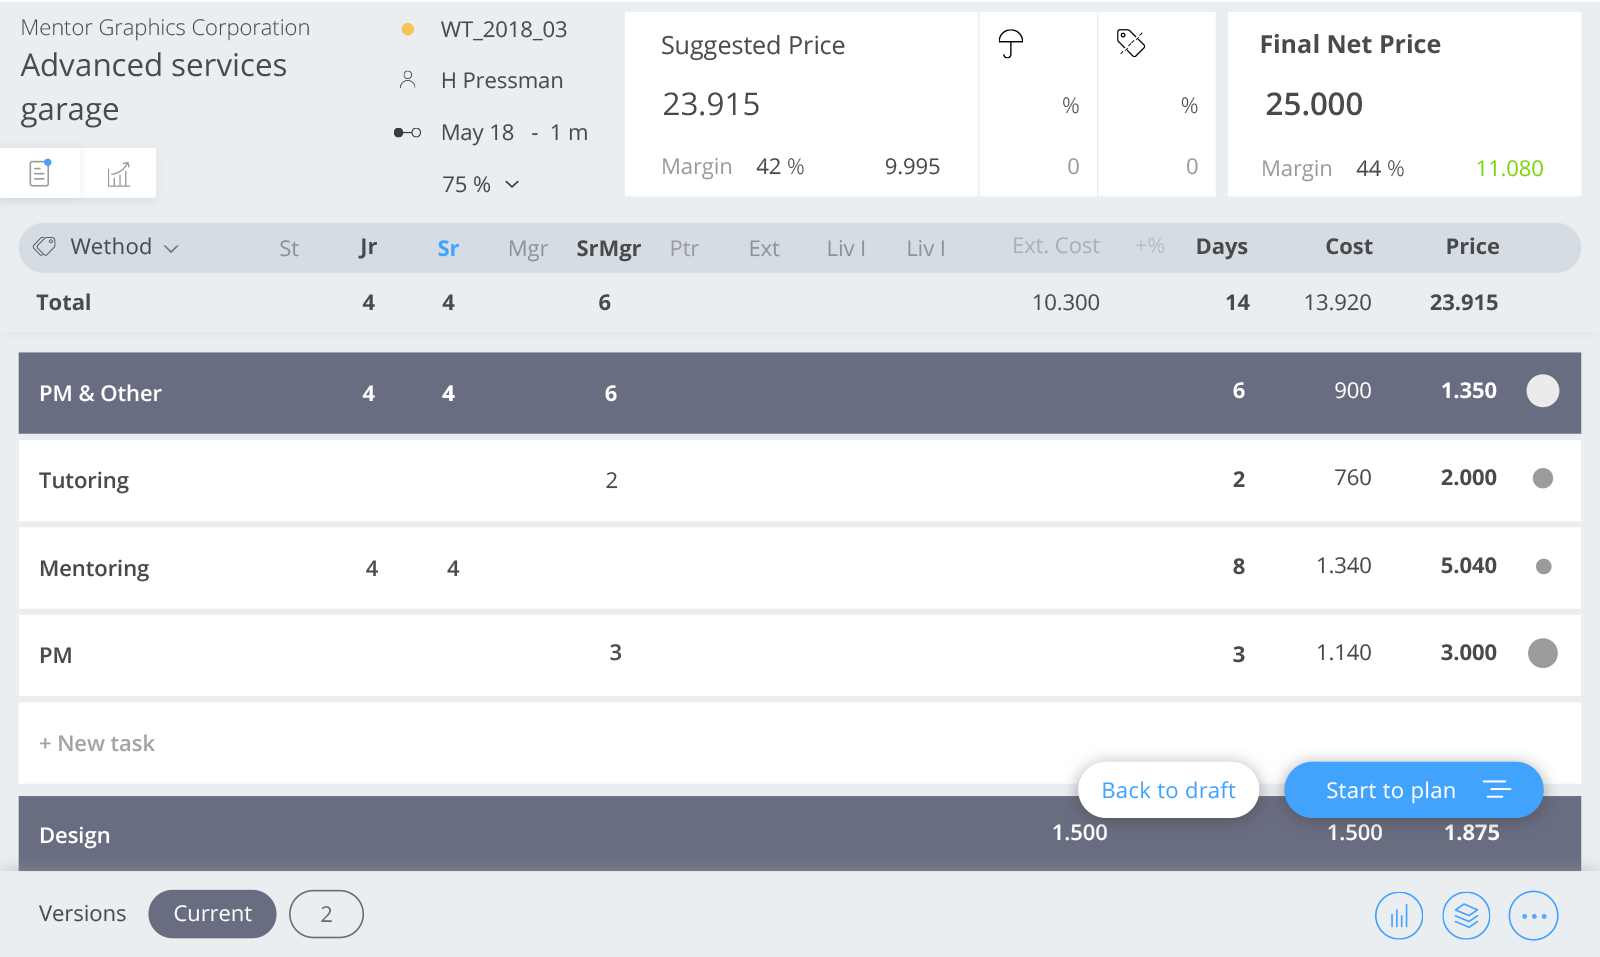 Mentor Graphics Corporation
Advanced services
garage
WT_2018_03
H Pressman
May 18 - 1 m
75 %
Suggested Price
23.915
Margin 42 % 9.995
%
0
%
0
Final Net Price
25.000
Margin 44 % 11.080
Wethod St Jr Sr Mgr SrMgr Ptr Ext Liv I Liv I Ext. Cost +% Days Cost Price
Total 4 4 6 10.300 14 13.920 23.915
PM & Other 4 4 6 6 900 1.350
Tutoring 2 2 760 2.000
Mentoring 4 4 8 1.340 5.040
PM 3 3 1.140 3.000
+ New task
Back to draft Start to plan
Design 1.500 1.500 1.875
Versions Current 2